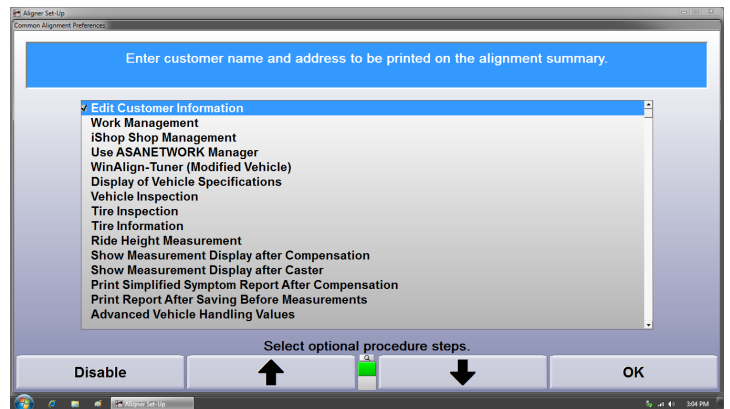 Aligner Set-Up
Common Alignment Preferences
Enter customer name and address to be printed on the alignment summary.
✓ Edit Customer Information
Work Management
iShop Shop Management
Use ASANETWORK Manager
WinAlign-Tuner (Modified Vehicle)
Display of Vehicle Specifications
Vehicle Inspection
Tire Inspection
Tire Information
Ride Height Measurement
Show Measurement Display after Compensation
Show Measurement Display after Caster
Print Simplified Symptom Report After Compensation
Print Report After Saving Before Measurements
Advanced Vehicle Handling Values
Select optional procedure steps.
Disable
OK
Aligner Set-Up
3:04 PM